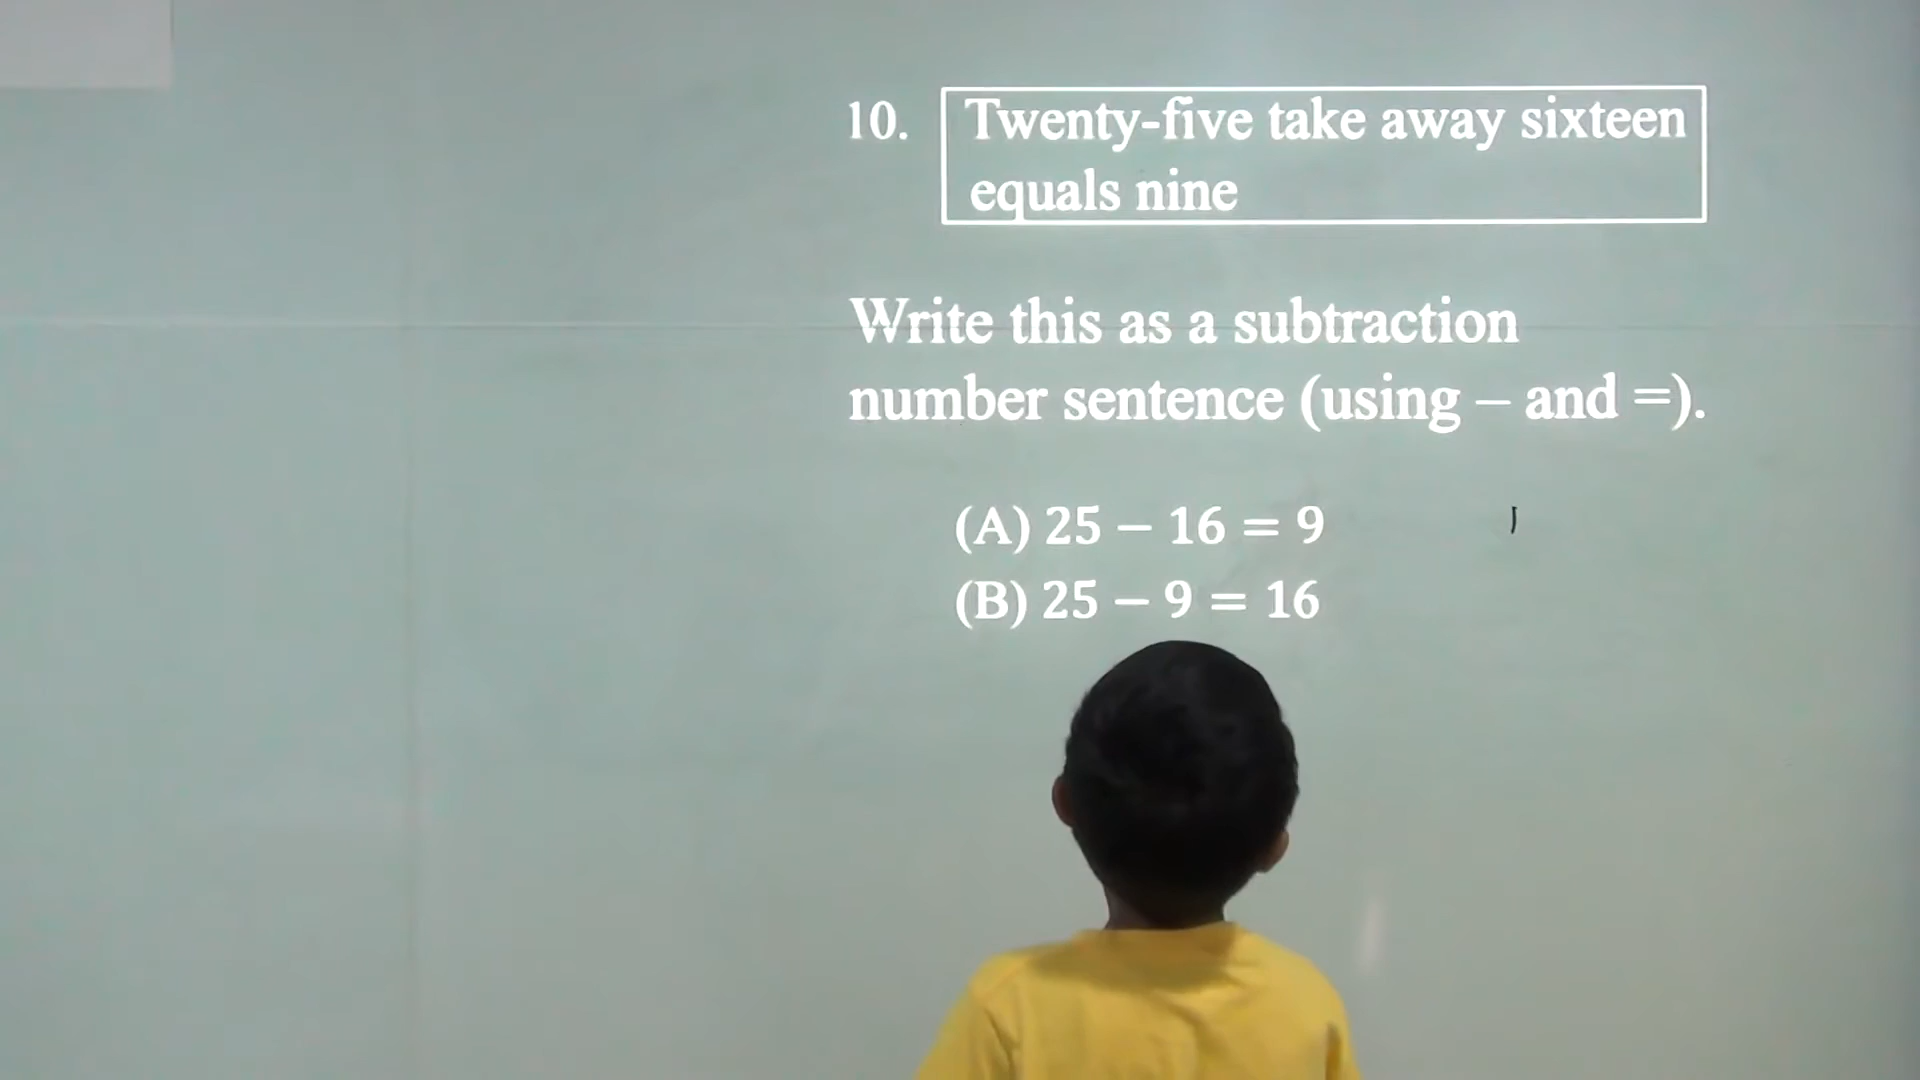 10. Twenty-five take away sixteen
equals nine
Write this as a subtraction
number sentence (using – and =).
(A) 25 – 16 = 9
(B) 25 – 9 = 16